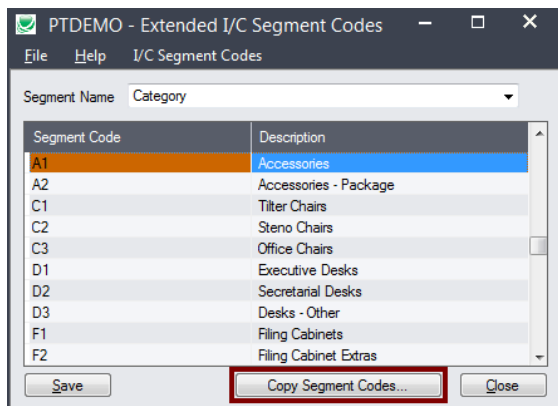 PTDEMO - Extended I/C Segment Codes
File Help I/C Segment Codes
Segment Name Category
Segment Code Description
A1 Accessories
A2 Accessories - Package
C1 Tilter Chairs
C2 Steno Chairs
C3 Office Chairs
D1 Executive Desks
D2 Secretarial Desks
D3 Desks - Other
F1 Filing Cabinets
F2 Filing Cabinet Extras
Save Copy Segment Codes... Close